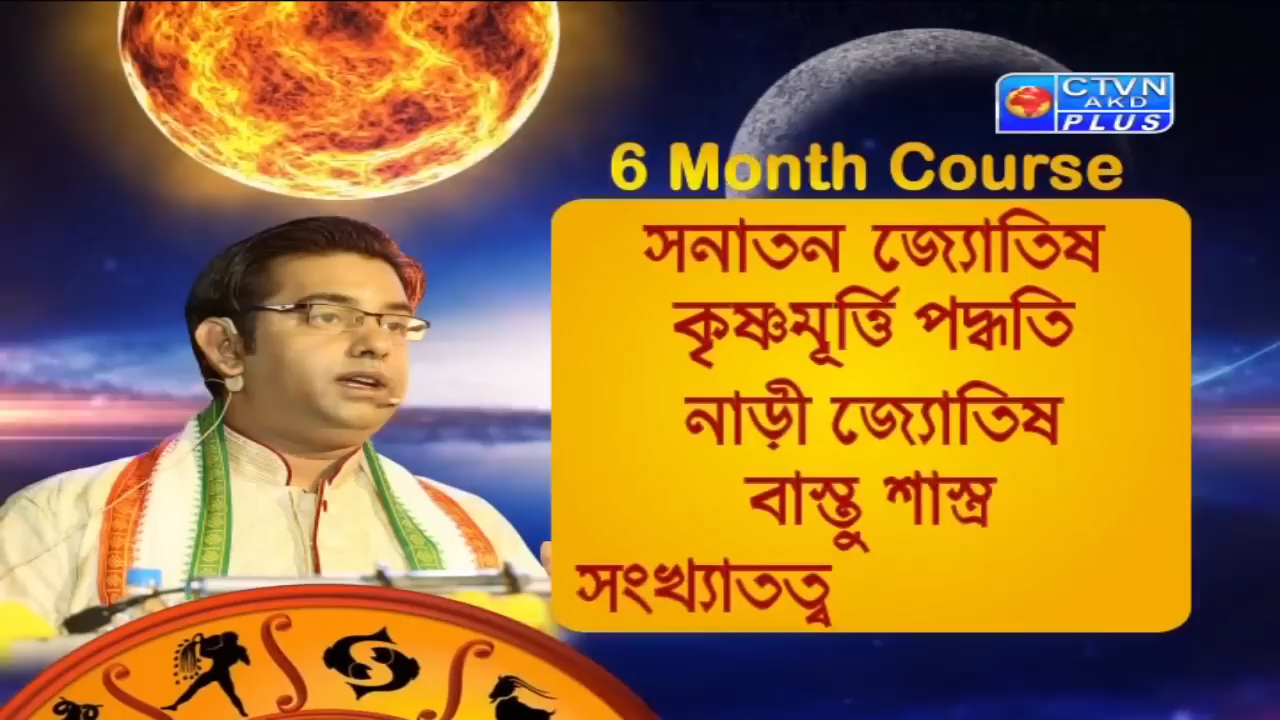 CTVN
AKD
PLUS
6 Month Course
সনাতন জ্যোতিষ
কৃষ্ণমূর্ত্তি পদ্ধতি
নাড়ী জ্যোতিষ
বাস্তু শাস্ত্র
সংখ্যাতত্ব